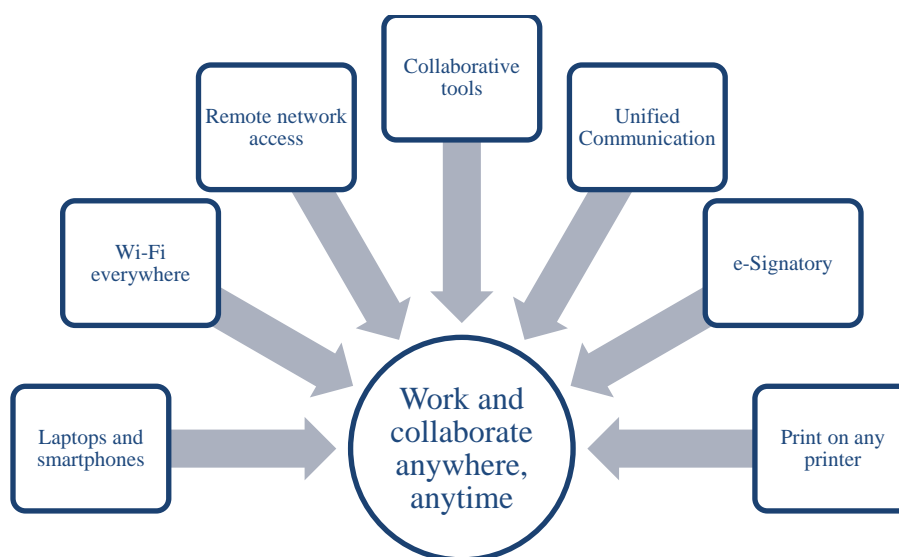 Collaborative
tools
Remote network
access
Unified
Communication
Wi-Fi
everywhere
e-Signatory
Laptops and
smartphones
Work and
collaborate
anywhere,
anytime
Print on any
printer